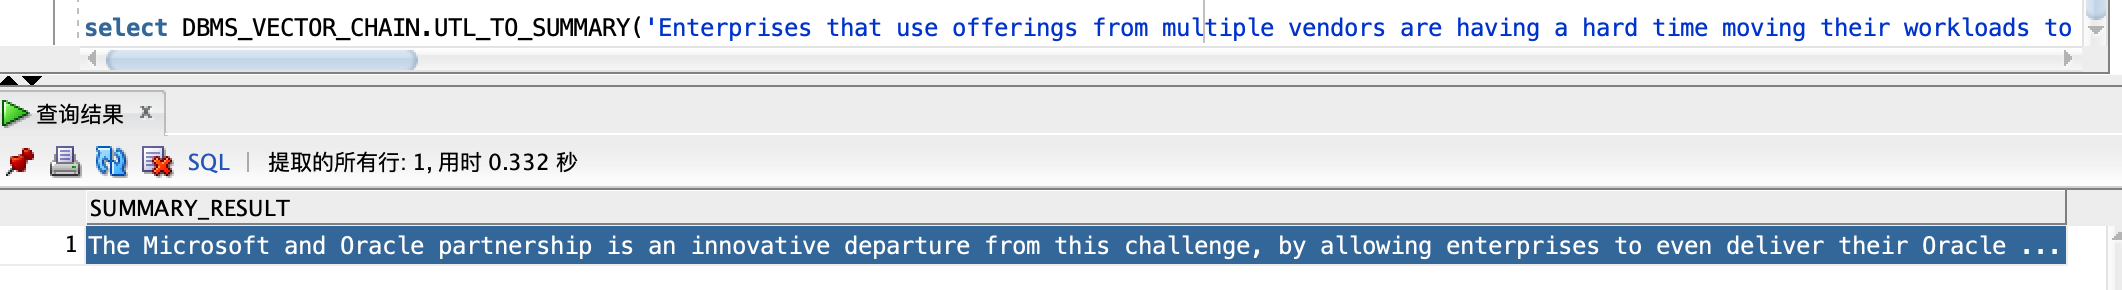 select DBMS_VECTOR_CHAIN.UTL_TO_SUMMARY('Enterprises that use offerings from multiple vendors are having a hard time moving their workloads to
查询结果 x
SQL | 提取的所有行: 1, 用时 0.332 秒
SUMMARY_RESULT
1 The Microsoft and Oracle partnership is an innovative departure from this challenge, by allowing enterprises to even deliver their Oracle ...